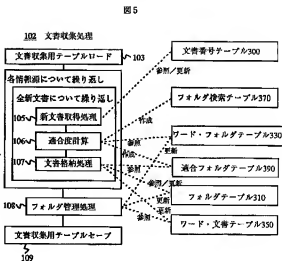 図5
102 文書収集処理
文書収集用テーブルロード
103
各情報源について繰り返し
全新文書について繰り返し
105
新文書取得処理
106
適合度計算
107
文書格納処理
108
フォルダ管理処理
文書収集用テーブルセーブ
109
文書番号テーブル300
参照/更新
フォルダ検索テーブル370
作成
ワード・フォルダテーブル330
参照
更新
作成
適合フォルダテーブル390
参照
参照/更新
フォルダテーブル310
更新
参照
更新
ワード・文書テーブル350